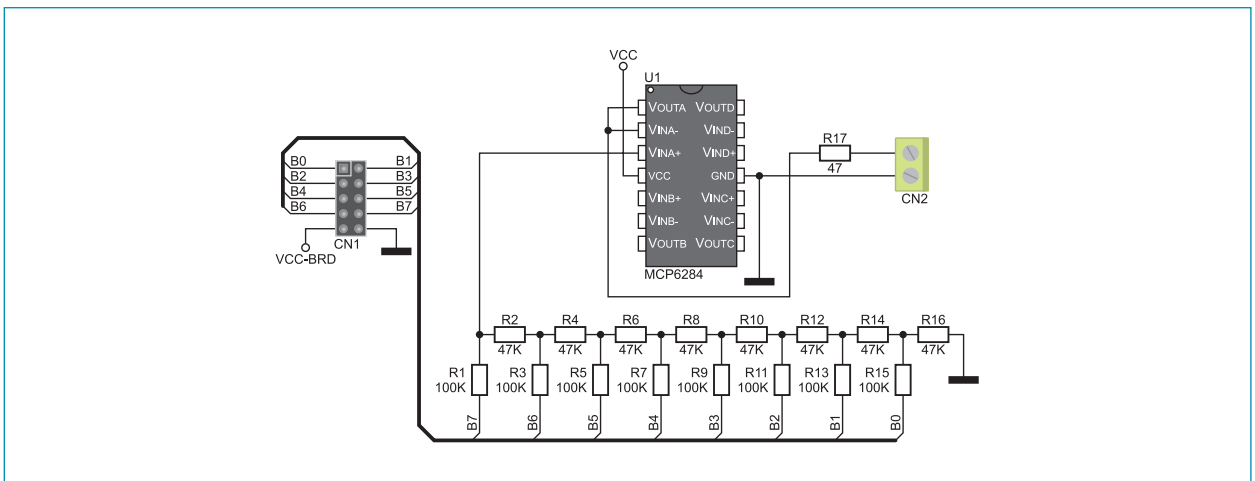 VCC
U1
VOUTA VOUTD
VINA- VIND-
VINA+ VIND+
VCC GND
VINB+ VINC+
VINB- VINC-
VOUTB VOUTC
MCP6284
R17
47
CN2
B0 B1
B2 B3
B4 B5
B6 B7
CN1
VCC-BRD
R2 R4 R6 R8 R10 R12 R14 R16
47K 47K 47K 47K 47K 47K 47K 47K
R1 R3 R5 R7 R9 R11 R13 R15
100K 100K 100K 100K 100K 100K 100K 100K
B7 B6 B5 B4 B3 B2 B1 B0